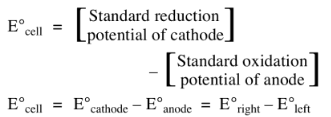 E°cell = [Standard reduction potential of cathode]
– [Standard oxidation potential of anode]
E°cell = E°cathode – E°anode = E°right – E°left